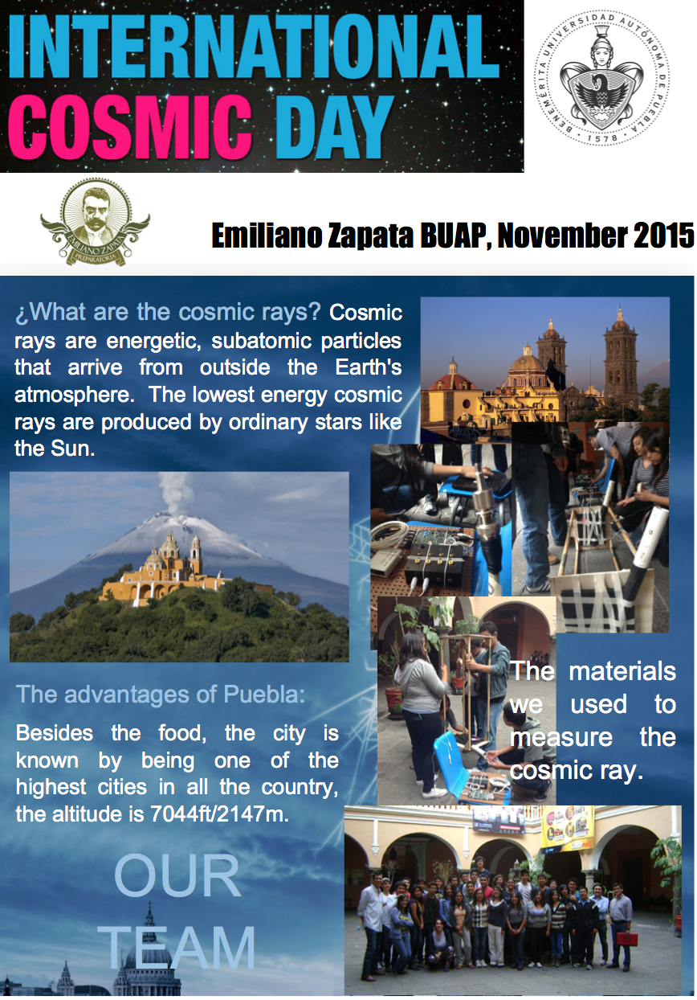 INTERNATIONAL
COSMIC DAY
BENEMÉRITA UNIVERSIDAD AUTÓNOMA DE PUEBLA
1578
EMILIANO ZAPATA
PREPARATORIA
Emiliano Zapata BUAP, November 2015
¿What are the cosmic rays? Cosmic
rays are energetic, subatomic particles
that arrive from outside the Earth's
atmosphere. The lowest energy cosmic
rays are produced by ordinary stars like
the Sun.
The advantages of Puebla:
Besides the food, the city is
known by being one of the
highest cities in all the country,
the altitude is 7044ft/2147m.
The materials
we used to
measure the
cosmic ray.
OUR
TEAM